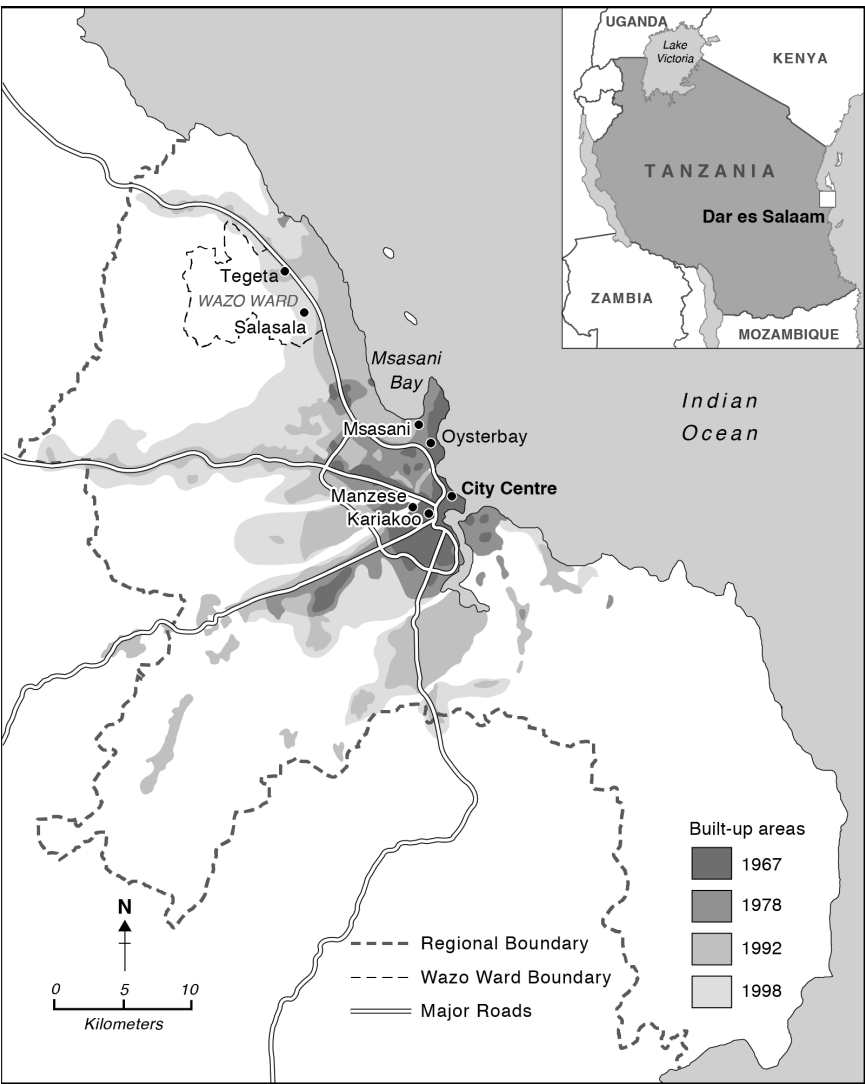 UGANDA
Lake
Victoria
KENYA
TANZANIA
Dar es Salaam
ZAMBIA
MOZAMBIQUE
Tegeta
WAZO WARD
Salasala
Msasani
Bay
Indian
Ocean
Msasani
Oysterbay
City Centre
Manzese
Kariakoo
Built-up areas
1967
1978
1992
1998
N
0 5 10
Kilometers
Regional Boundary
Wazo Ward Boundary
Major Roads